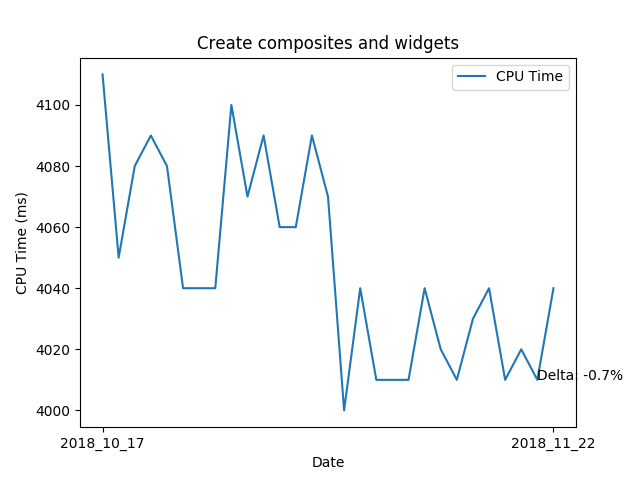 Create composites and widgets
CPU Time
4100
4080
4060
4040
4020
4000
CPU Time (ms)
Delta: -0.7%
2018_10_17
2018_11_22
Date